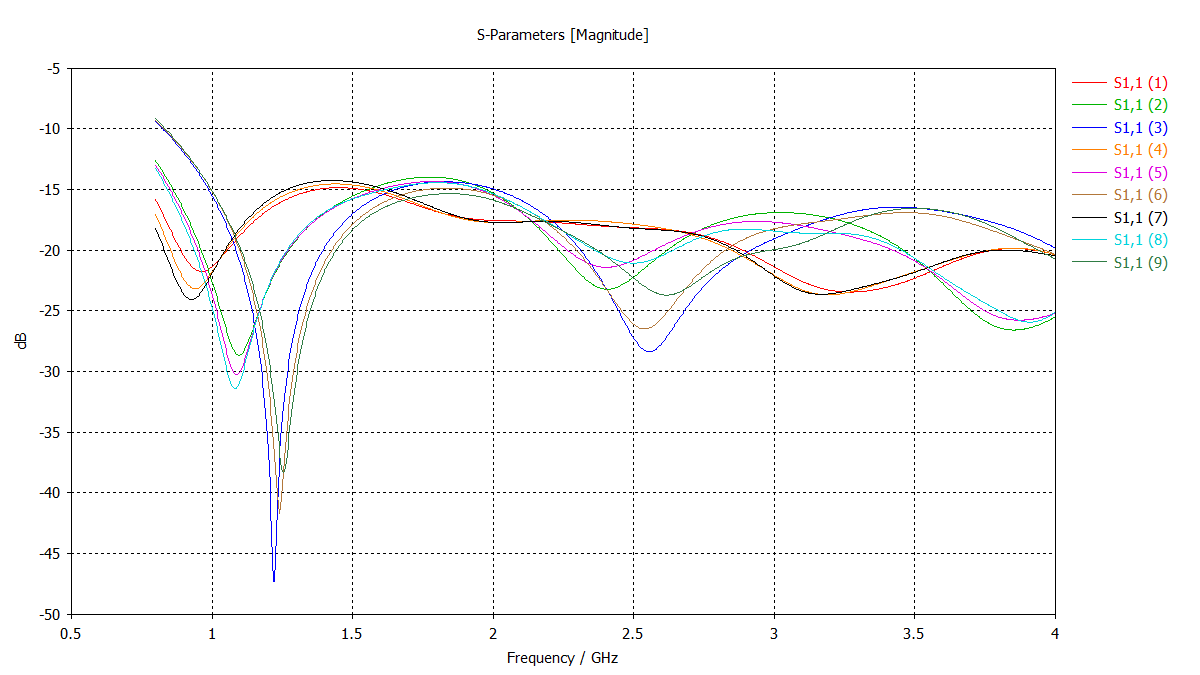 S-Parameters [Magnitude]
-5
-10
-15
-20
-25
-30
-35
-40
-45
-50
dB
0.5 1 1.5 2 2.5 3 3.5 4
Frequency / GHz
S1,1 (1)
S1,1 (2)
S1,1 (3)
S1,1 (4)
S1,1 (5)
S1,1 (6)
S1,1 (7)
S1,1 (8)
S1,1 (9)